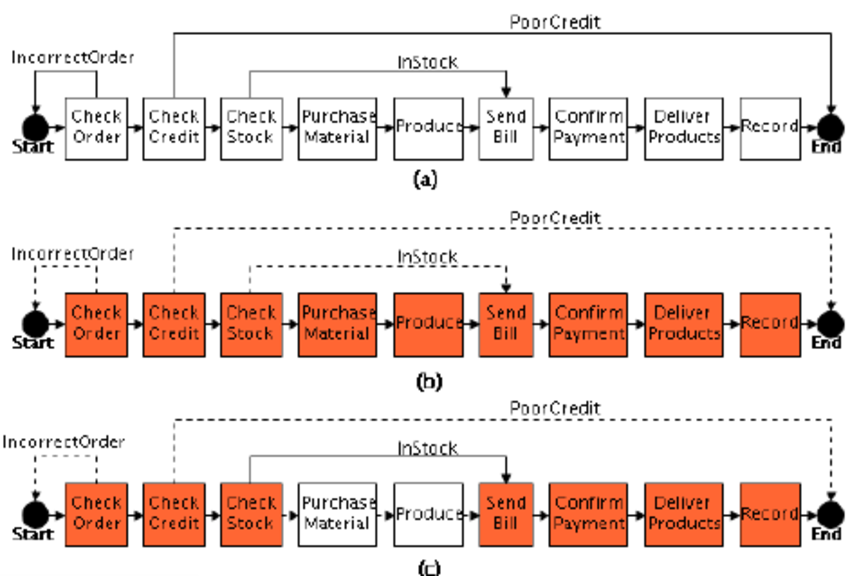 PoorCredit
IncorrectOrder
InStock
Check Order
Check Credit
Check Stock
Purchase Material
Produce
Send Bill
Confirm Payment
Deliver Products
Record
Start
End
(a)
PoorCredit
IncorrectOrder
InStock
Check Order
Check Credit
Check Stock
Purchase Material
Produce
Send Bill
Confirm Payment
Deliver Products
Record
Start
End
(b)
PoorCredit
IncorrectOrder
InStock
Check Order
Check Credit
Check Stock
Purchase Material
Produce
Send Bill
Confirm Payment
Deliver Products
Record
Start
End
(c)